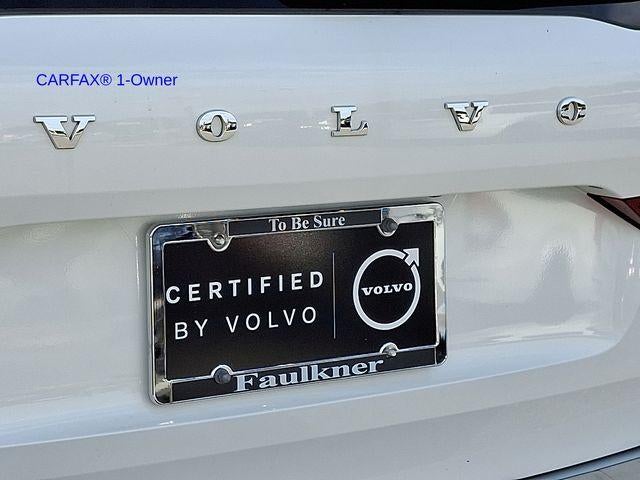 CARFAX® 1-Owner
VOLVO
To Be Sure
CERTIFIED
BY VOLVO
VOLVO
Faulkner